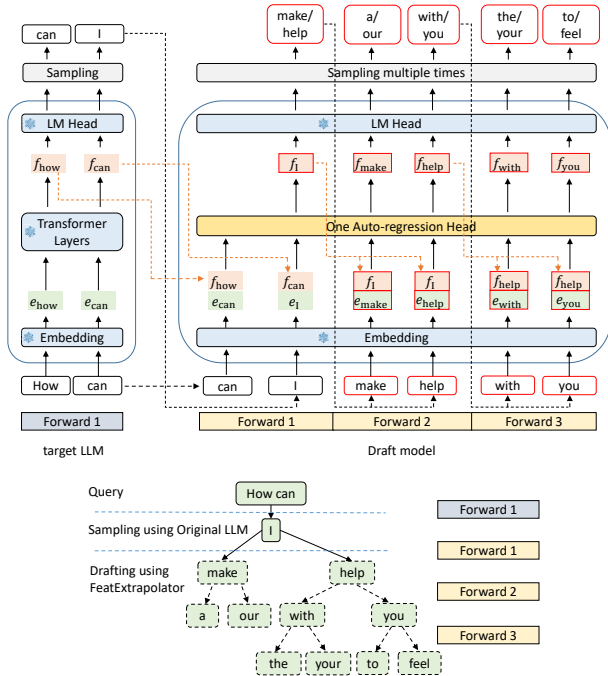 can I
make/ help a/ our with/ you the/ your to/ feel
Sampling Sampling multiple times
LM Head LM Head
f_how f_can f_I f_make f_help f_with f_you
Transformer Layers
One Auto-regression Head
f_how f_can f_I f_I f_help f_help
e_how e_can e_can e_I e_make e_help e_with e_you
Embedding Embedding
How can can I make help with you
Forward 1 Forward 1 Forward 2 Forward 3
target LLM Draft model
Query How can Forward 1
Sampling using Original LLM I Forward 1
Drafting using
FeatExtrapolator
make help
Forward 2
a our with you
Forward 3
the your to feel